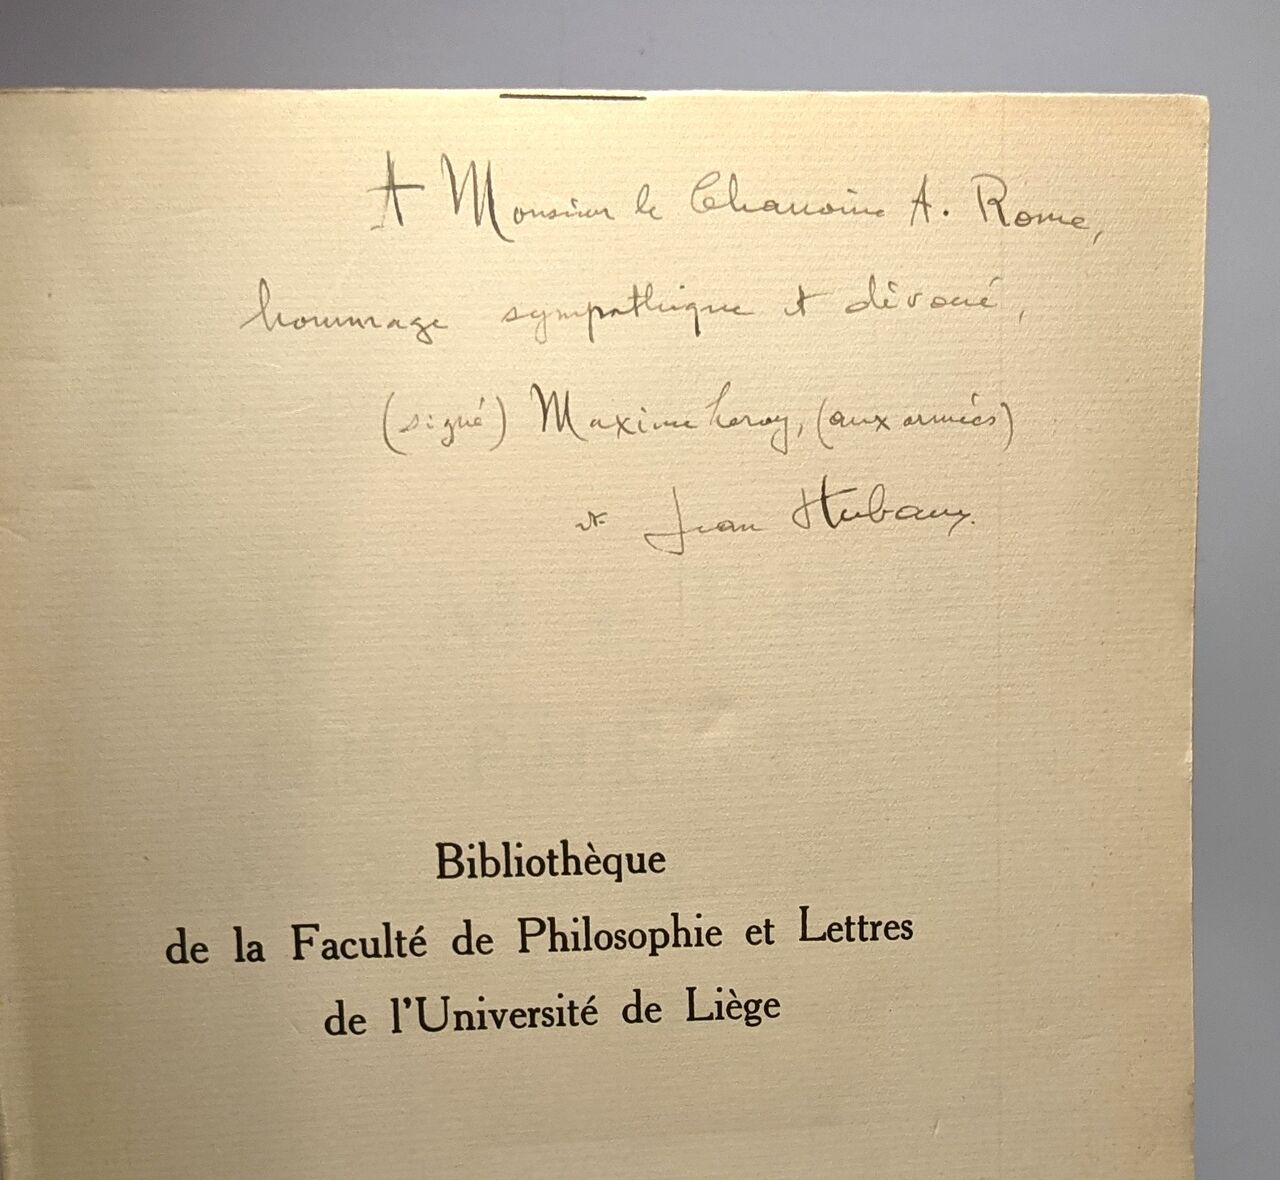 A Monsieur le Chanoine A. Rome,
hommage sympathique et dévoué,
(signé) Maxime Leroy, (aux armées)
et Jean Hubaux.
Bibliothèque
de la Faculté de Philosophie et Lettres
de l'Université de Liège